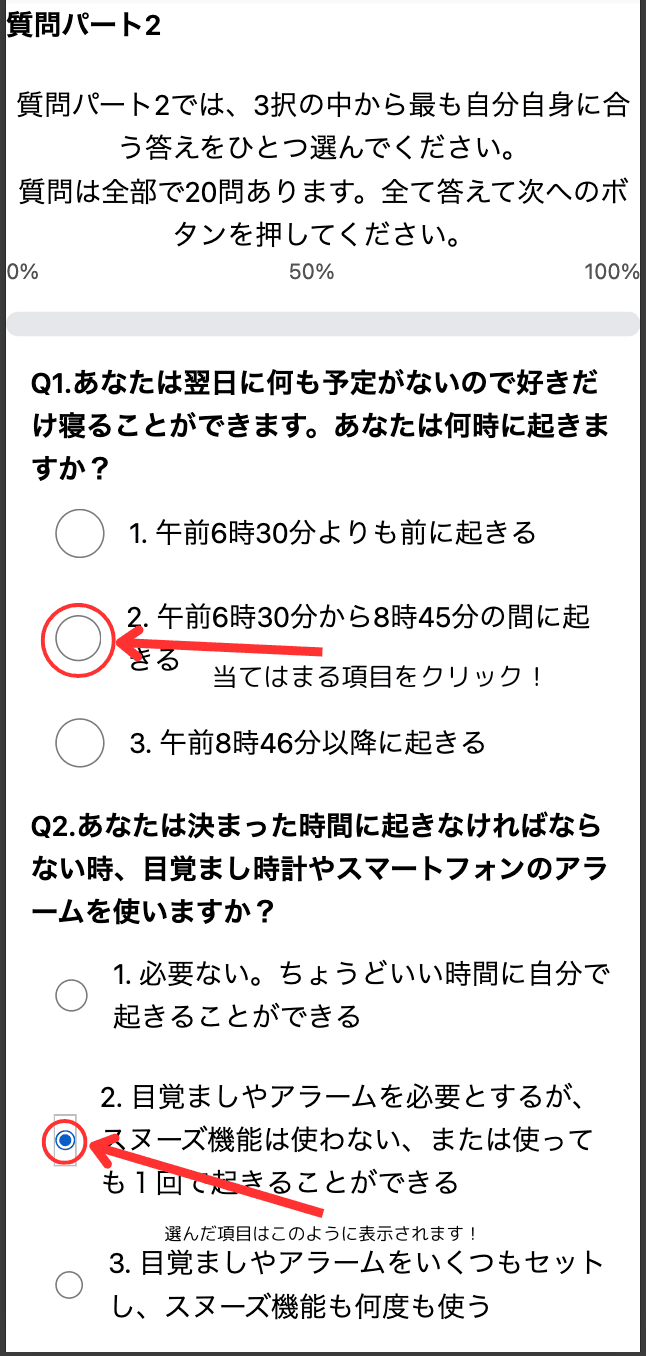 質問パート2
質問パート2では、3択の中から最も自分自身に合
う答えをひとつ選んでください。
質問は全部で20問あります。全て答えて次へのボ
タンを押してください。
0% 50% 100%
Q1.あなたは翌日に何も予定がないので好きだ
け寝ることができます。あなたは何時に起きま
すか？
1. 午前6時30分よりも前に起きる
2. 午前6時30分から8時45分の間に起
きる
当てはまる項目をクリック！
3. 午前8時46分以降に起きる
Q2.あなたは決まった時間に起きなければなら
ない時、目覚まし時計やスマートフォンのアラ
ームを使いますか？
1. 必要ない。ちょうどいい時間に自分で
起きることができる
2. 目覚ましやアラームを必要とするが、
スヌーズ機能は使わない、または使って
も１回で起きることができる
選んだ項目はこのように表示されます！
3. 目覚ましやアラームをいくつもセット
し、スヌーズ機能も何度も使う